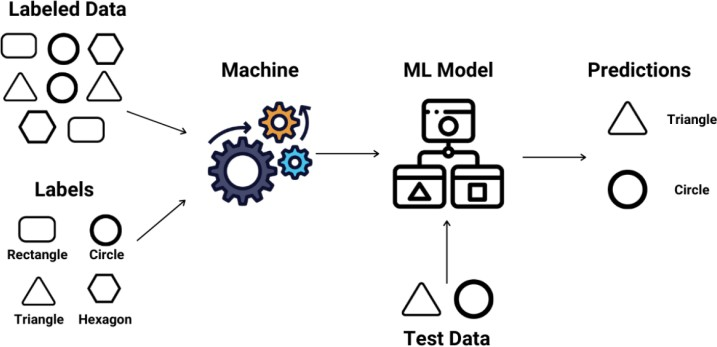 Labeled Data
Machine
ML Model
Predictions
Triangle
Circle
Labels
Rectangle
Circle
Triangle
Hexagon
Test Data